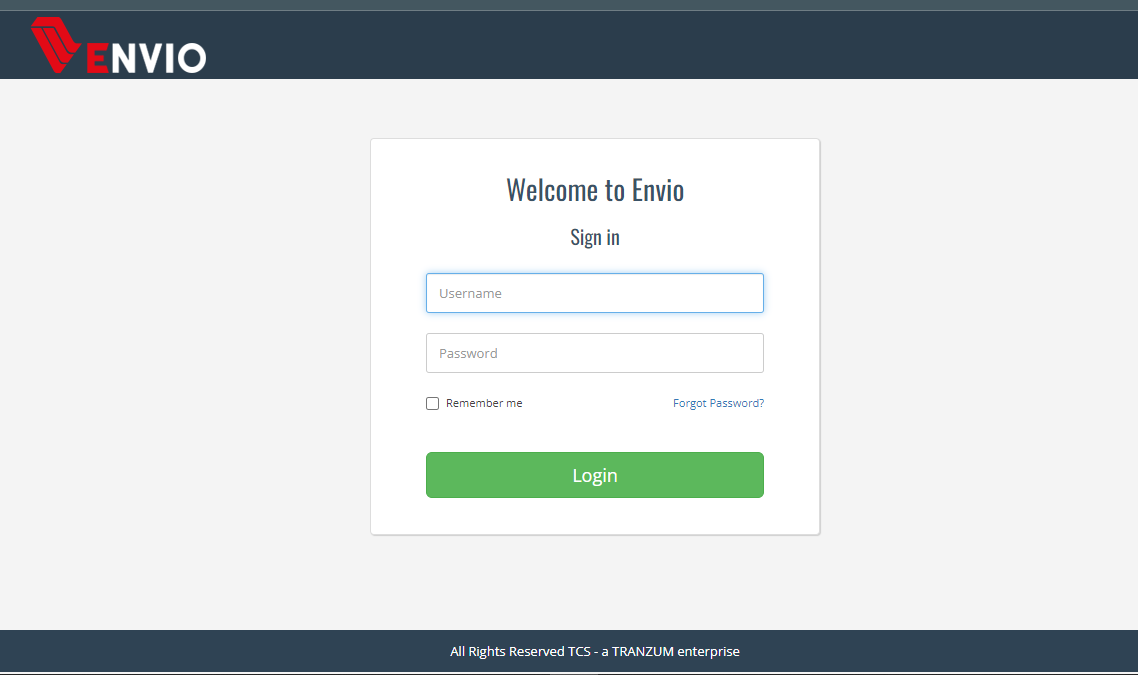 ENVIO
Welcome to Envio
Sign in
Username
Password
Remember me
Forgot Password?
Login
All Rights Reserved TCS - a TRANZUM enterprise